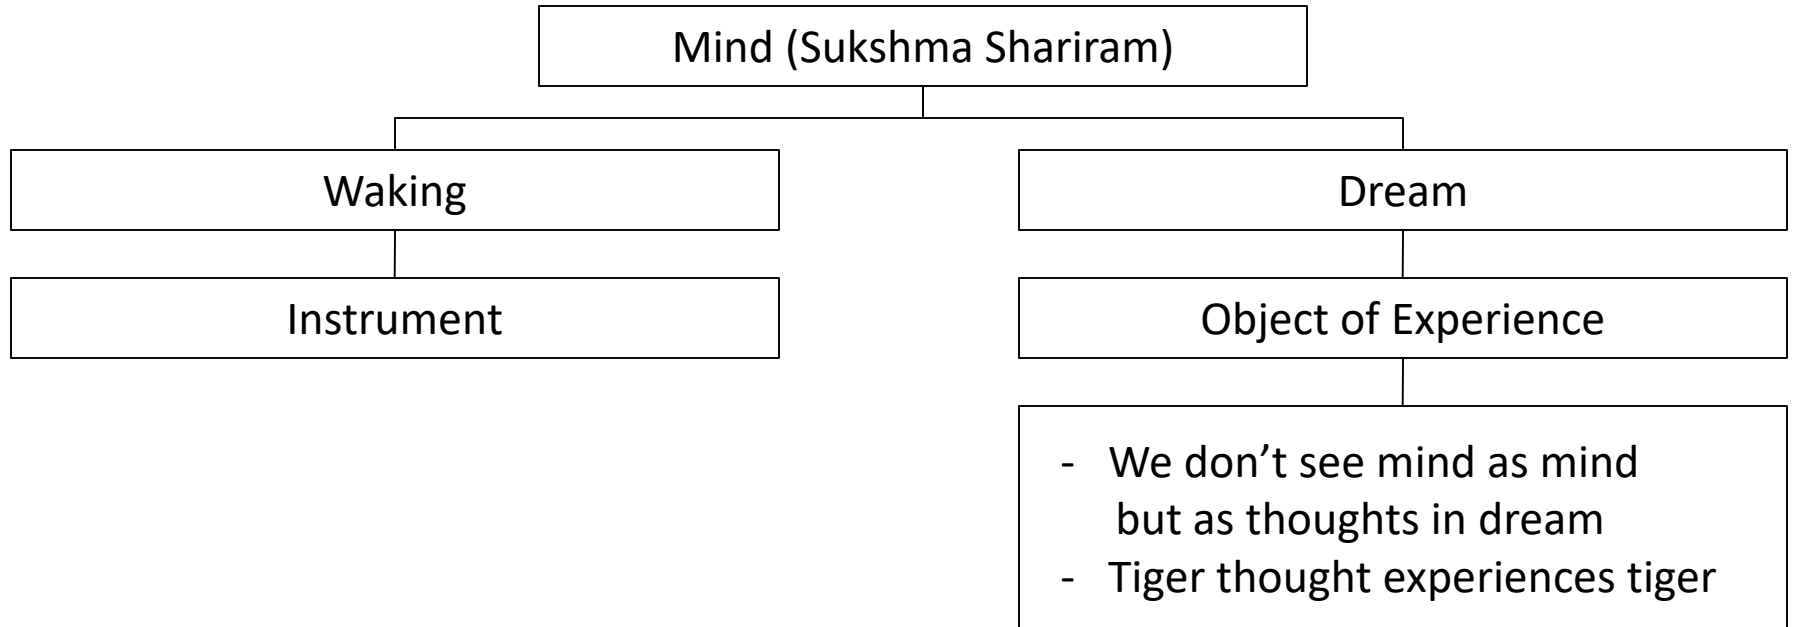 Mind (Sukshma Shariram)
Waking
Dream
Instrument
Object of Experience
- We don’t see mind as mind
but as thoughts in dream
- Tiger thought experiences tiger